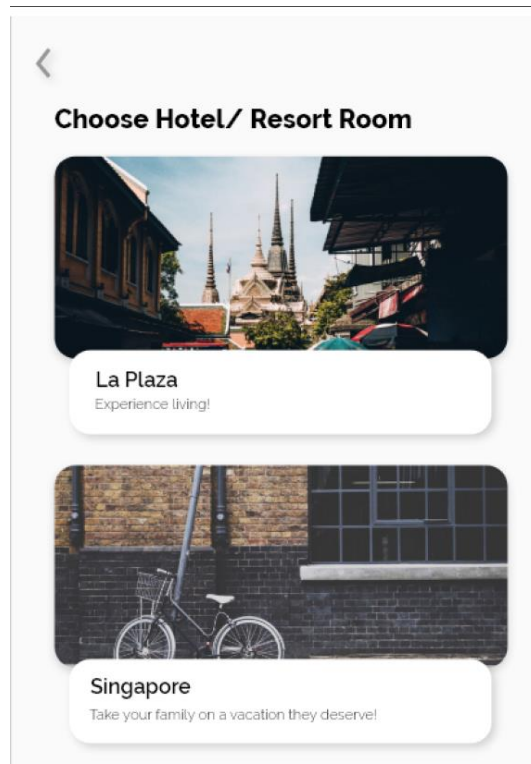 Choose Hotel/ Resort Room
La Plaza
Experience living!
Singapore
Take your family on a vacation they deserve!